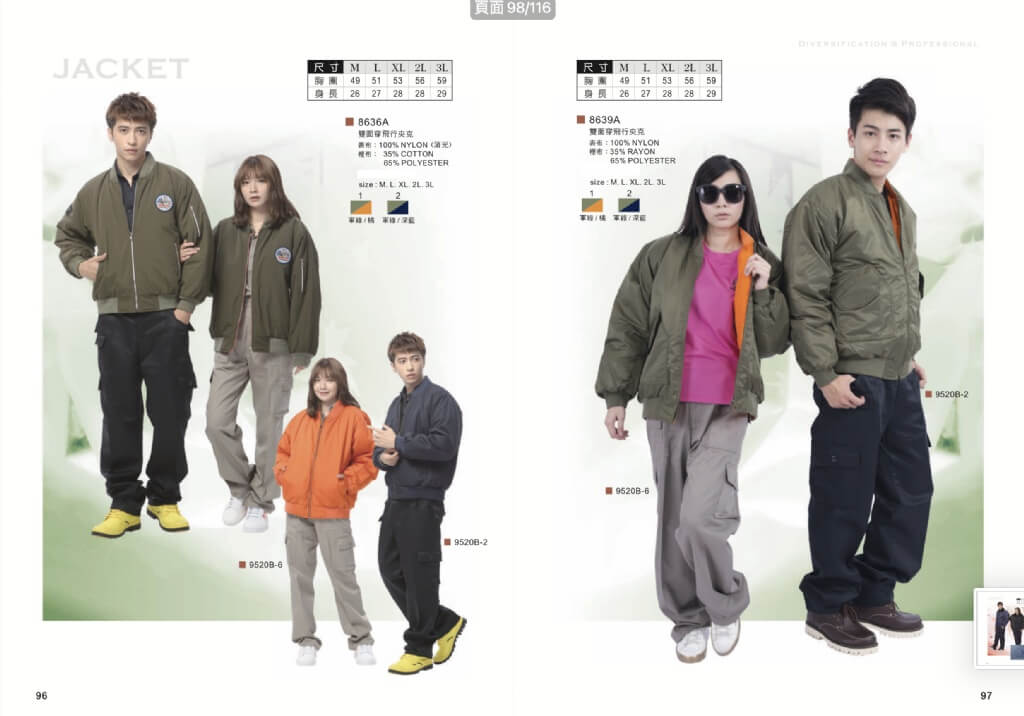 頁面 98/116
DIVERSIFICATION & PROFESSIONAL
JACKET
尺寸 M L XL 2L 3L
胸圍 49 51 53 56 59
身長 26 27 28 28 29
8636A
雙面穿飛行夾克
表布：100% NYLON（消光）
裡布： 35% COTTON
65% POLYESTER
size : M. L. XL. 2L. 3L
1 2
軍綠 / 橘 軍綠 / 深藍
9520B-2
9520B-6
96
尺寸 M L XL 2L 3L
胸圍 49 51 53 56 59
身長 26 27 28 28 29
8639A
雙面穿飛行夾克
表布：100% NYLON
裡布：35% RAYON
65% POLYESTER
size : M. L. XL. 2L. 3L
1 2
軍綠 / 橘 軍綠 / 深藍
9520B-2
9520B-6
97